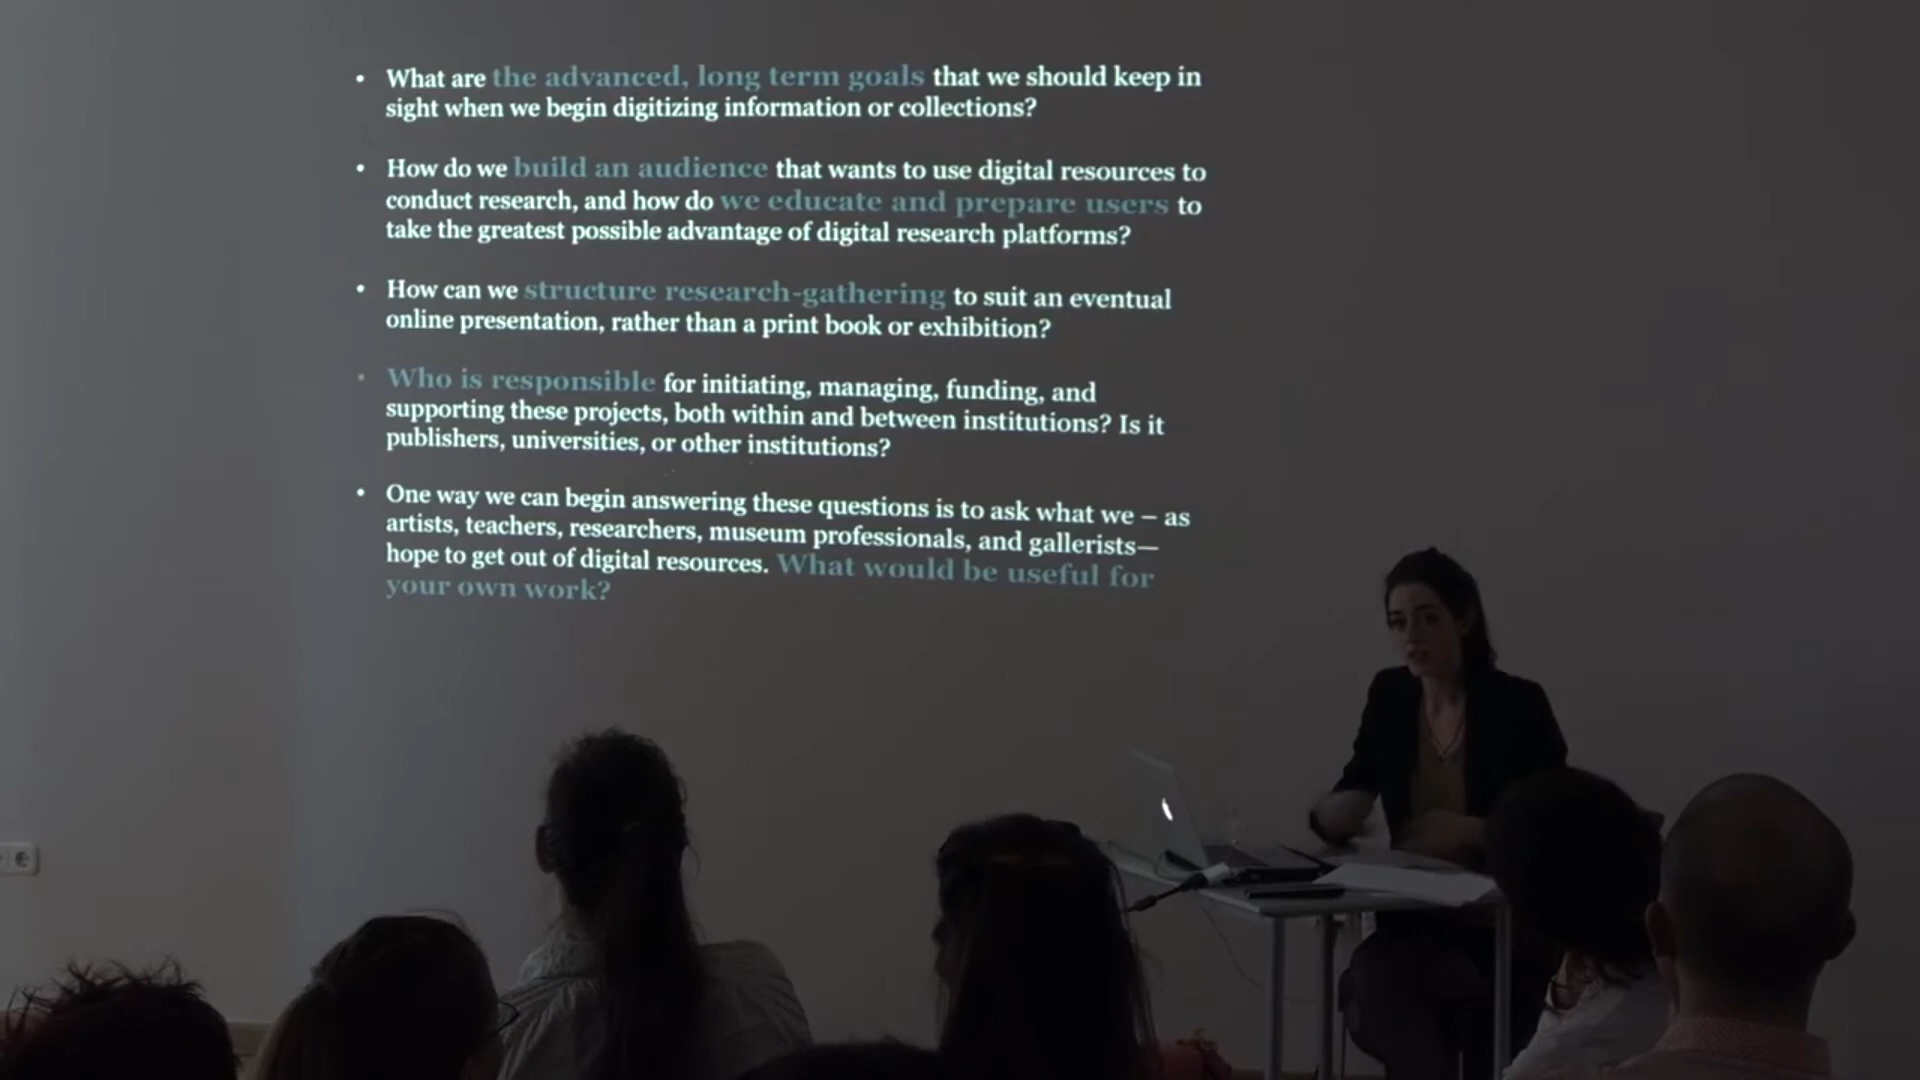 • What are the advanced, long term goals that we should keep in
sight when we begin digitizing information or collections?
• How do we build an audience that wants to use digital resources to
conduct research, and how do we educate and prepare users to
take the greatest possible advantage of digital research platforms?
• How can we structure research-gathering to suit an eventual
online presentation, rather than a print book or exhibition?
• Who is responsible for initiating, managing, funding, and
supporting these projects, both within and between institutions? Is it
publishers, universities, or other institutions?
• One way we can begin answering these questions is to ask what we – as
artists, teachers, researchers, museum professionals, and gallerists—
hope to get out of digital resources. What would be useful for
your own work?